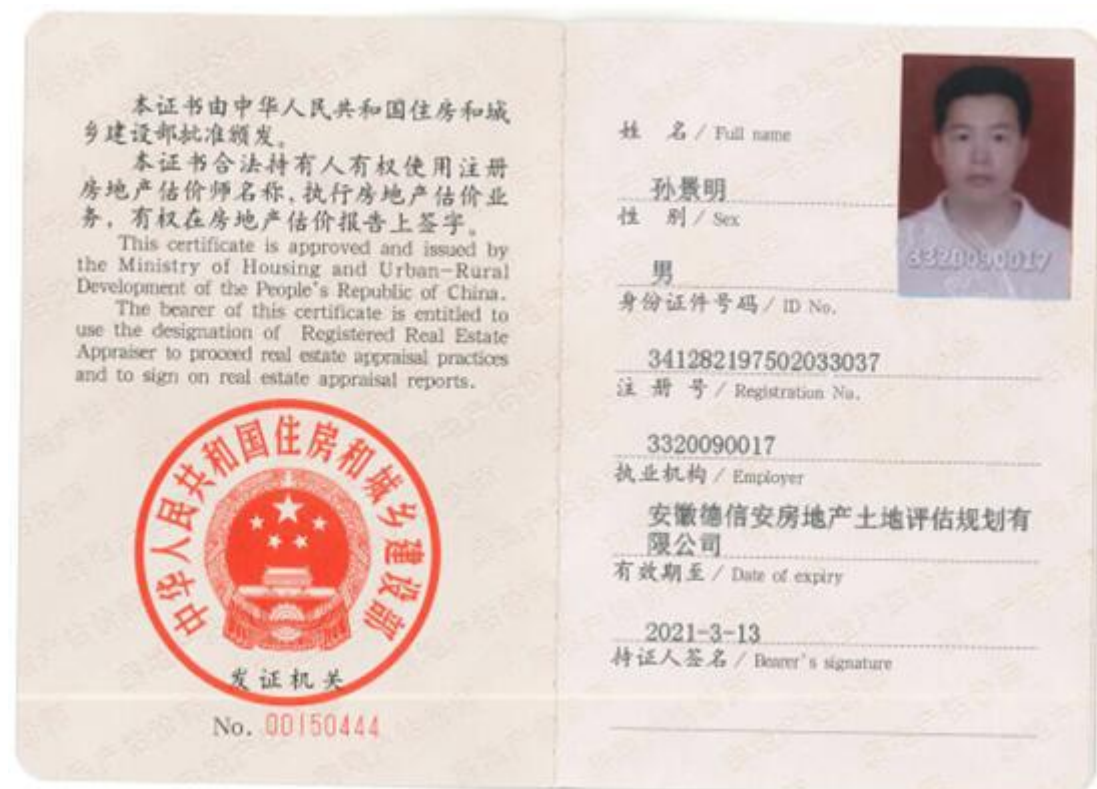 本证书由中华人民共和国住房和城
乡建设部批准颁发。
本证书合法持有人有权使用注册
房地产估价师名称、执行房地产估价业
务，有权在房地产估价报告上签字。
This certificate is approved and issued by
the Ministry of Housing and Urban-Rural
Development of the People's Republic of China.
The bearer of this certificate is entitled to
use the designation of Registered Real Estate
Appraiser to proceed real estate appraisal practices
and to sign on real estate appraisal reports.
中华人民共和国住房和城乡建设部
发证机关
No. 00150444
姓 名 / Full name
孙景明
性 别 / Sex
男
身份证件号码 / ID No.
341282197502033037
注 册 号 / Registration No.
3320090017
执业机构 / Employer
安徽德信安房地产土地评估规划有
限公司
有效期至 / Date of expiry
2021-3-13
持证人签名 / Bearer's signature
3320090017